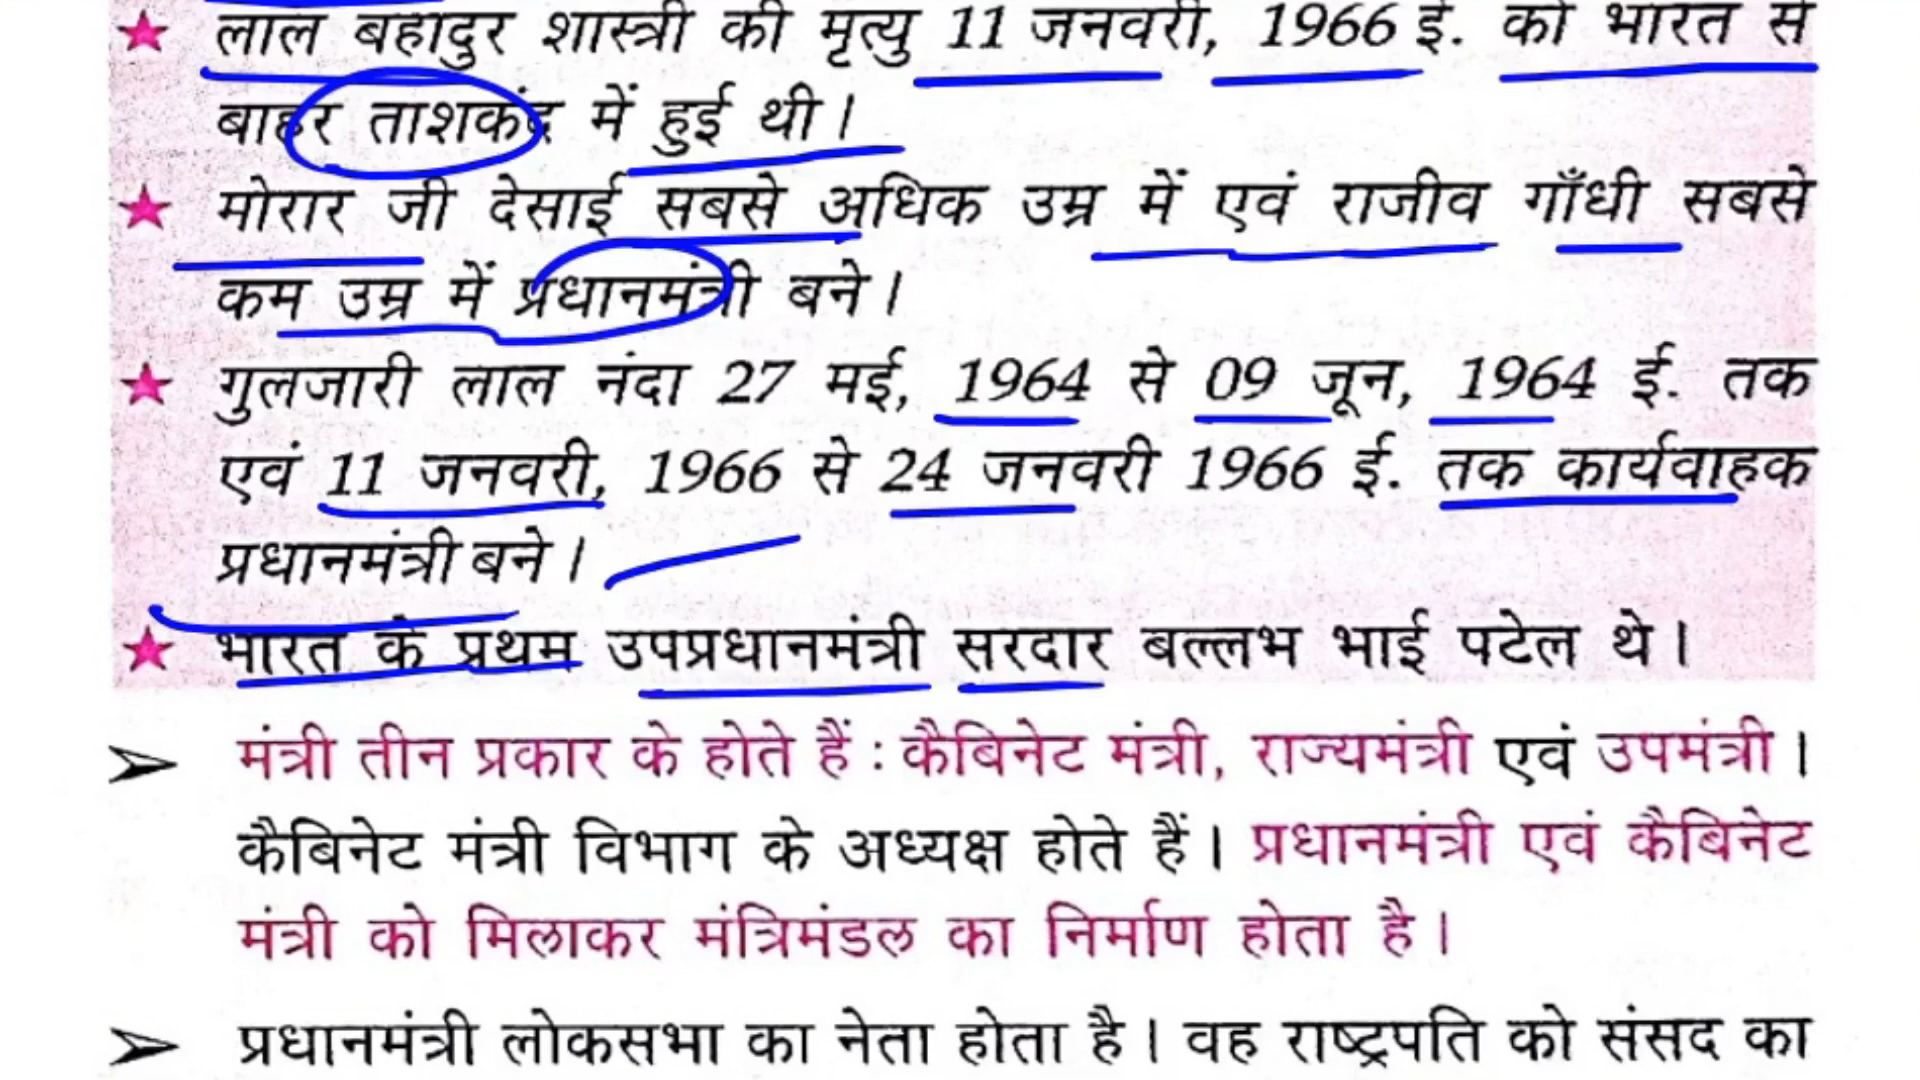 लाल बहादुर शास्त्री की मृत्यु 11 जनवरी, 1966 ई. को भारत से
बाहर ताशकंद में हुई थी।
मोरार जी देसाई सबसे अधिक उम्र में एवं राजीव गाँधी सबसे
कम उम्र में प्रधानमंत्री बने।
गुलजारी लाल नंदा 27 मई, 1964 से 09 जून, 1964 ई. तक
एवं 11 जनवरी, 1966 से 24 जनवरी 1966 ई. तक कार्यवाहक
प्रधानमंत्री बने।
भारत के प्रथम उपप्रधानमंत्री सरदार बल्लभ भाई पटेल थे।
मंत्री तीन प्रकार के होते हैं : कैबिनेट मंत्री, राज्यमंत्री एवं उपमंत्री।
कैबिनेट मंत्री विभाग के अध्यक्ष होते हैं। प्रधानमंत्री एवं कैबिनेट
मंत्री को मिलाकर मंत्रिमंडल का निर्माण होता है।
प्रधानमंत्री लोकसभा का नेता होता है। वह राष्ट्रपति को संसद का